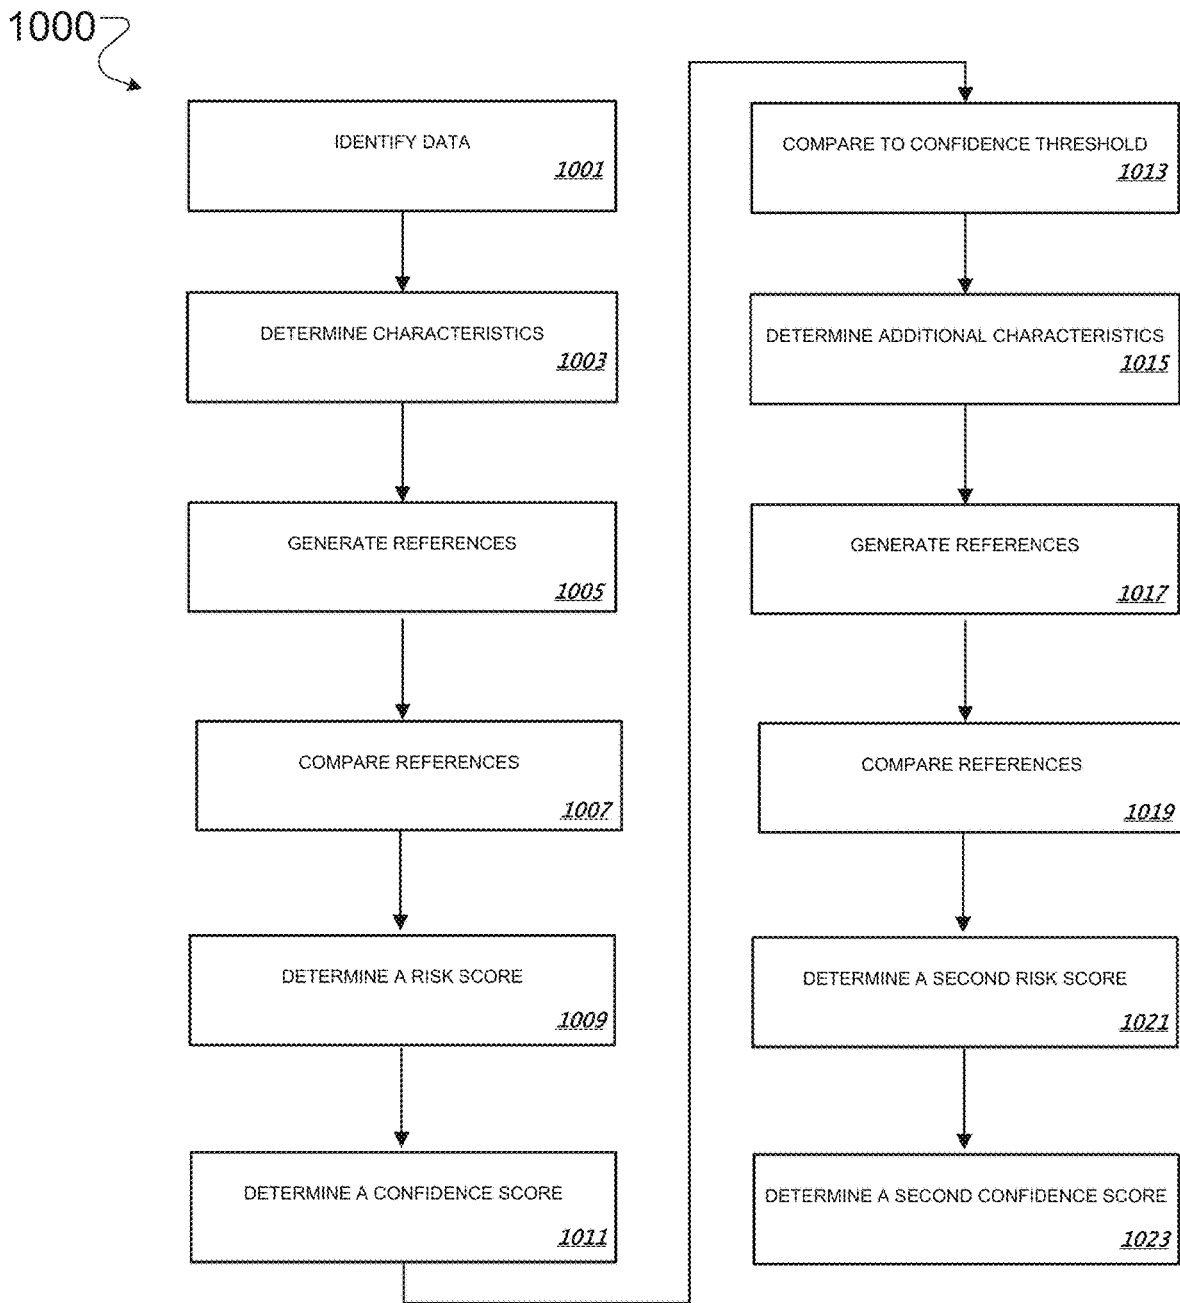 1000
IDENTIFY DATA
1001
DETERMINE CHARACTERISTICS
1003
GENERATE REFERENCES
1005
COMPARE REFERENCES
1007
DETERMINE A RISK SCORE
1009
DETERMINE A CONFIDENCE SCORE
1011
COMPARE TO CONFIDENCE THRESHOLD
1013
DETERMINE ADDITIONAL CHARACTERISTICS
1015
GENERATE REFERENCES
1017
COMPARE REFERENCES
1019
DETERMINE A SECOND RISK SCORE
1021
DETERMINE A SECOND CONFIDENCE SCORE
1023